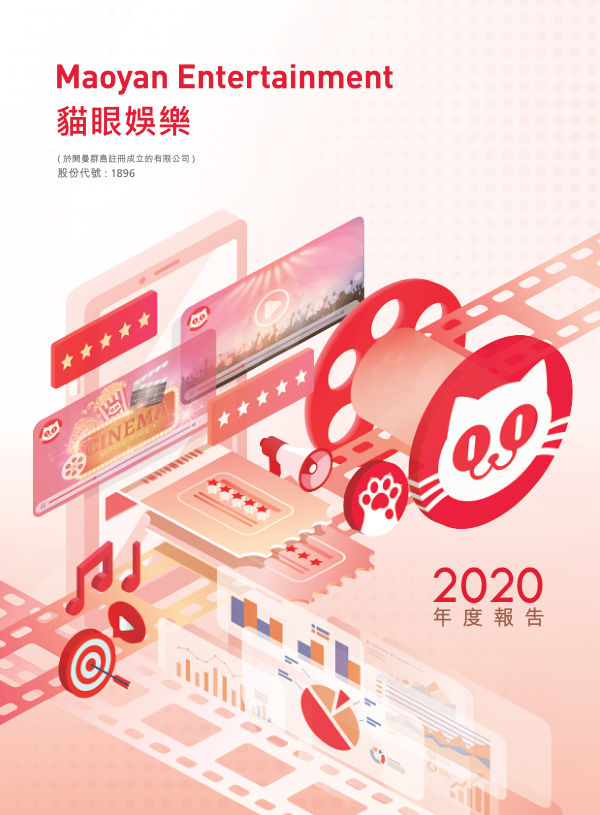 Maoyan Entertainment
貓眼娛樂
( 於開曼群島註冊成立的有限公司 )
股份代號 : 1896
CINEMA
2020
年度報告